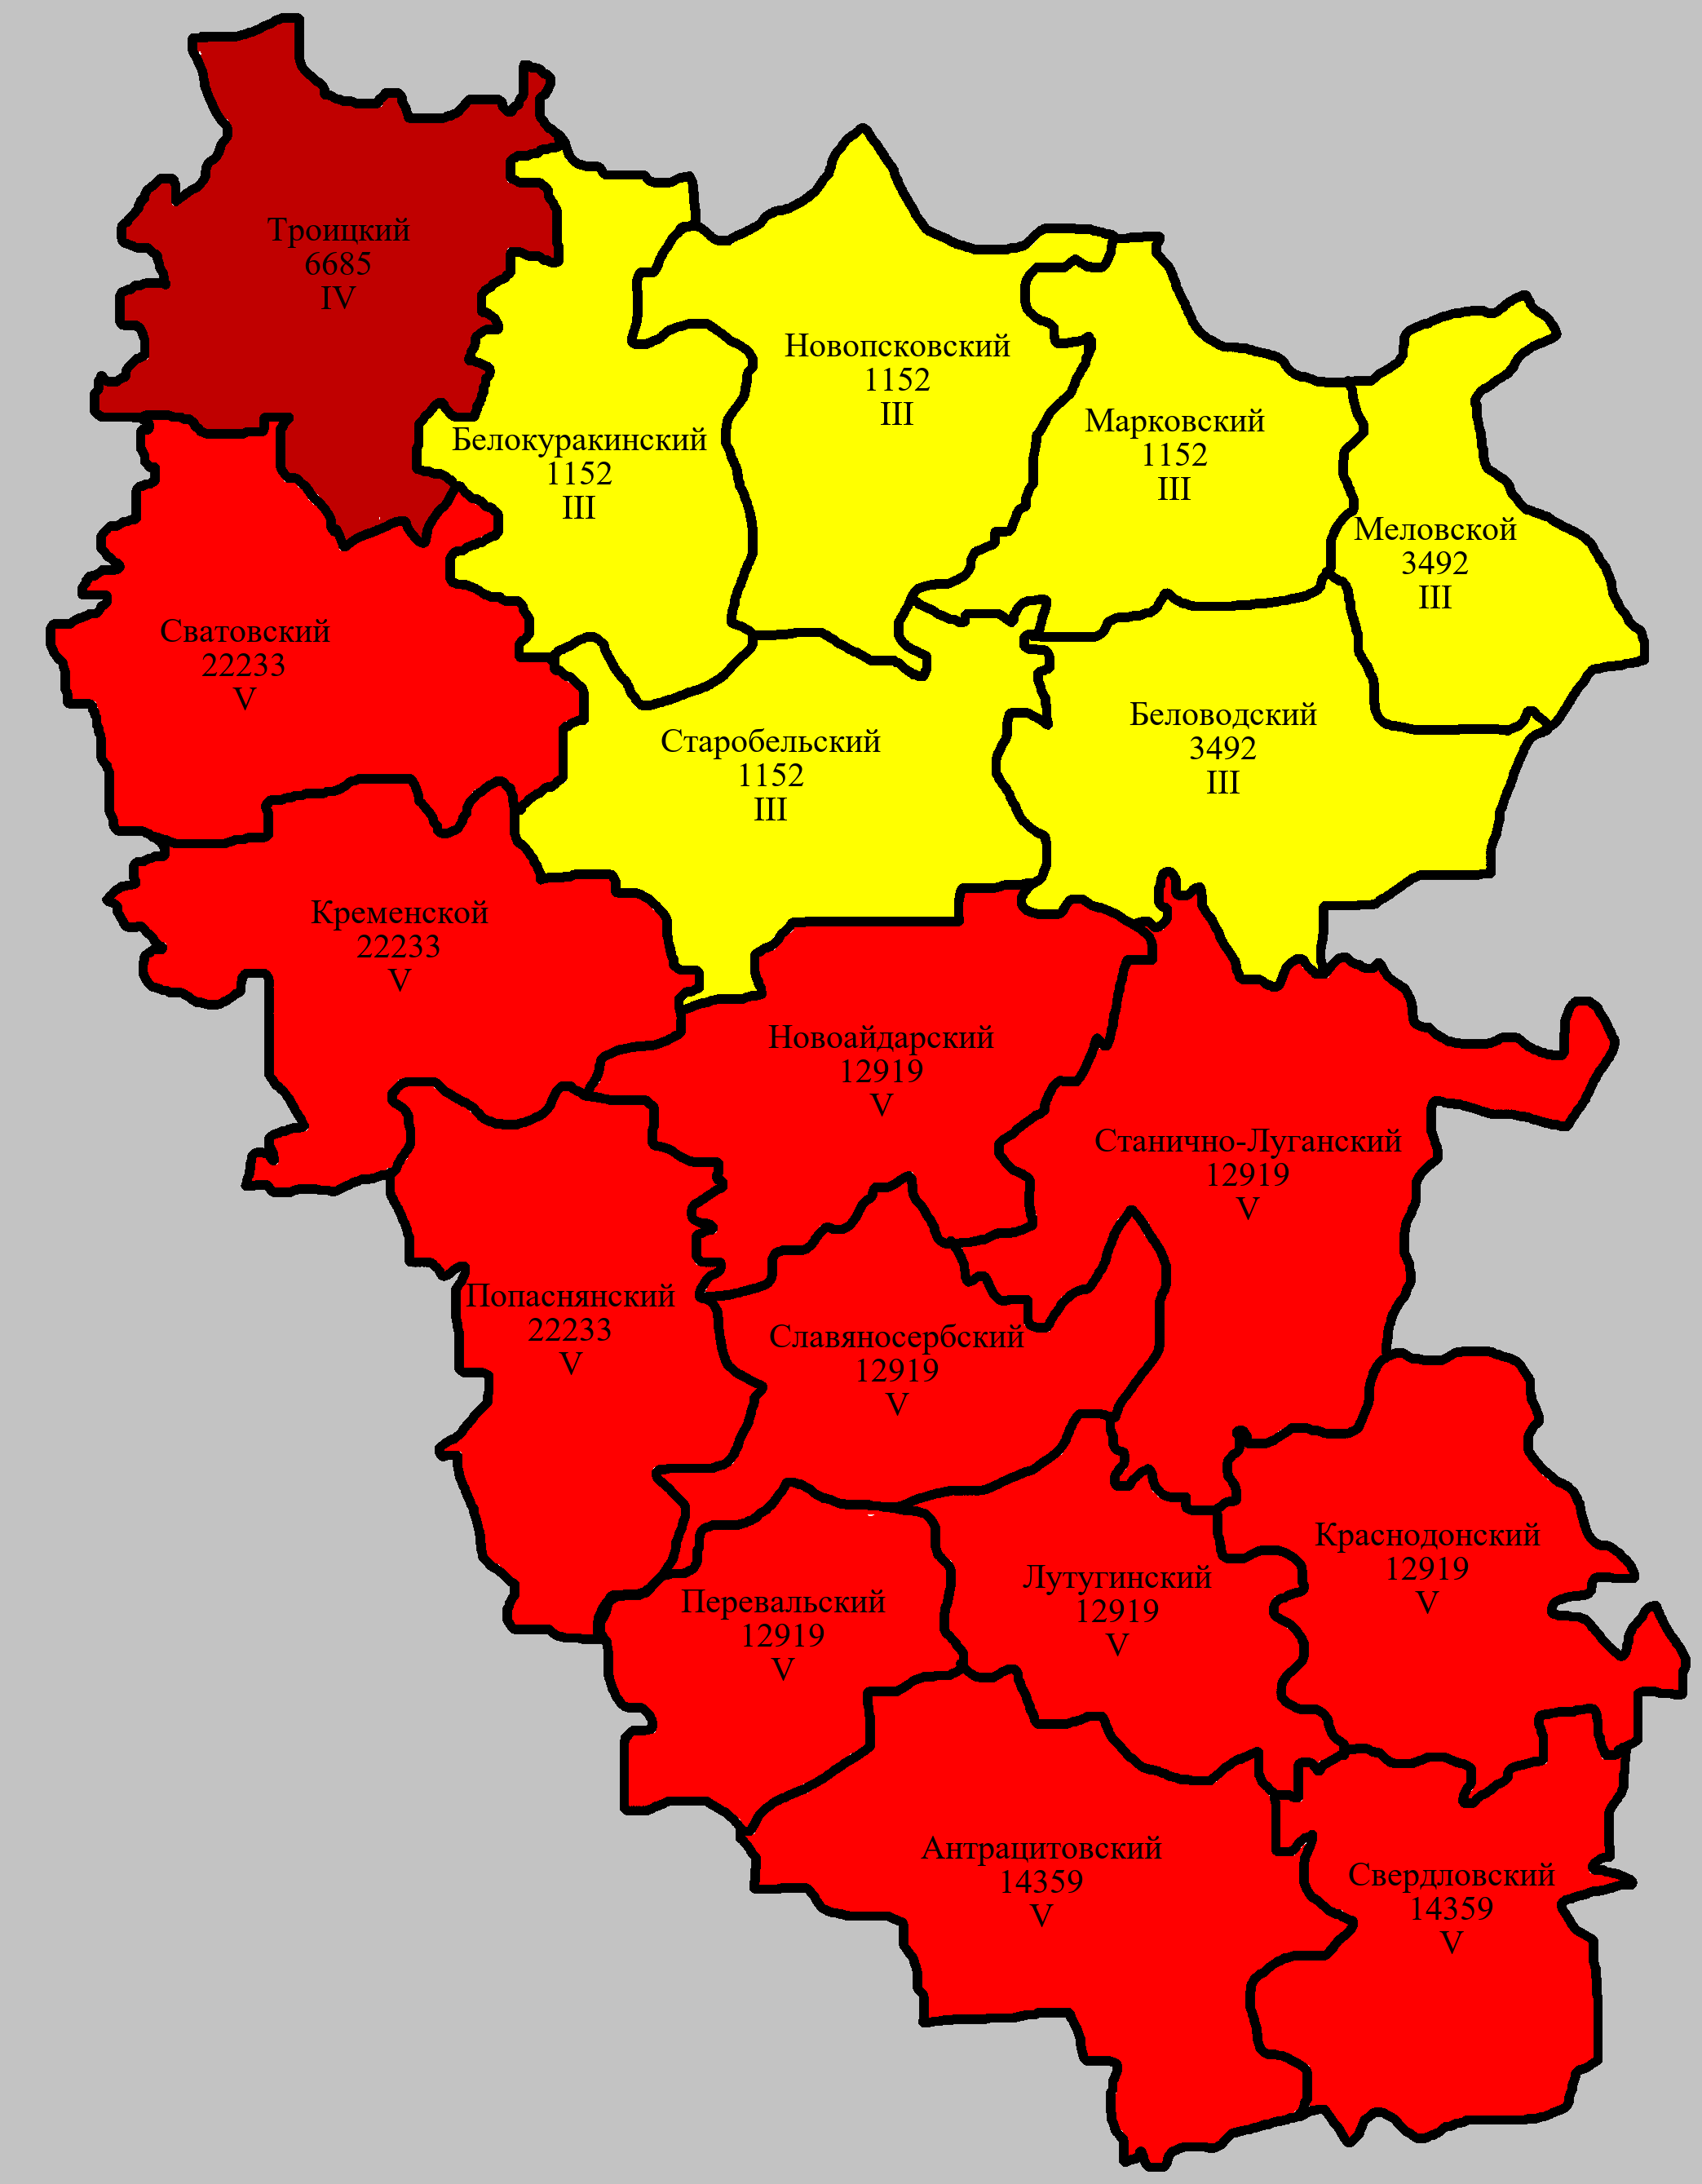 Троицкий
6685
IV
Новопсковский
1152
III
Белокуракинский
1152
III
Марковский
1152
III
Меловской
3492
III
Сватовский
22233
V
Старобельский
1152
III
Беловодский
3492
III
Кременской
22233
V
Новоайдарский
12919
V
Станично-Луганский
12919
V
Попаснянский
22233
V
Славяносербский
12919
V
Краснодонский
12919
V
Лутугинский
12919
V
Перевальский
12919
V
Антрацитовский
14359
V
Свердловский
14359
V